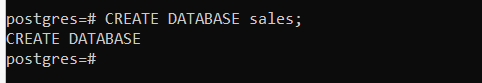 postgres=# CREATE DATABASE sales;
CREATE DATABASE
postgres=#